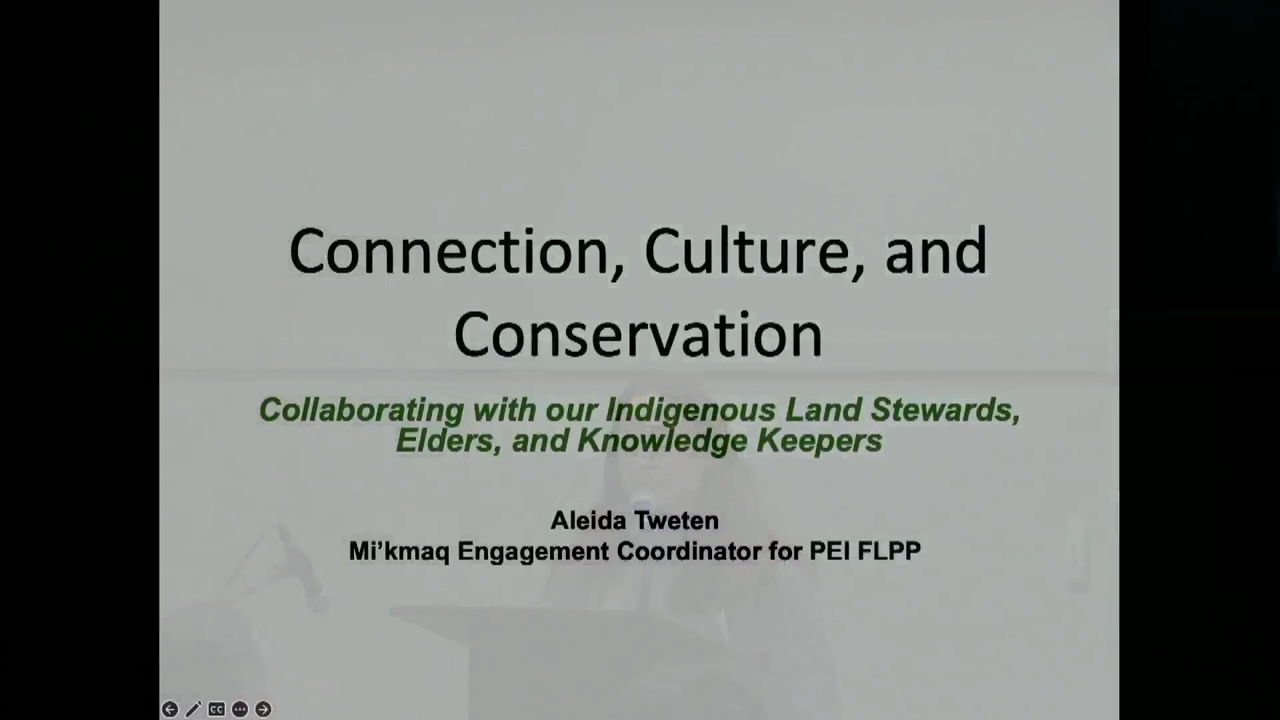 Connection, Culture, and
Conservation
Collaborating with our Indigenous Land Stewards,
Elders, and Knowledge Keepers
Aleida Tweten
Mi'kmaq Engagement Coordinator for PEI FLPP
CC